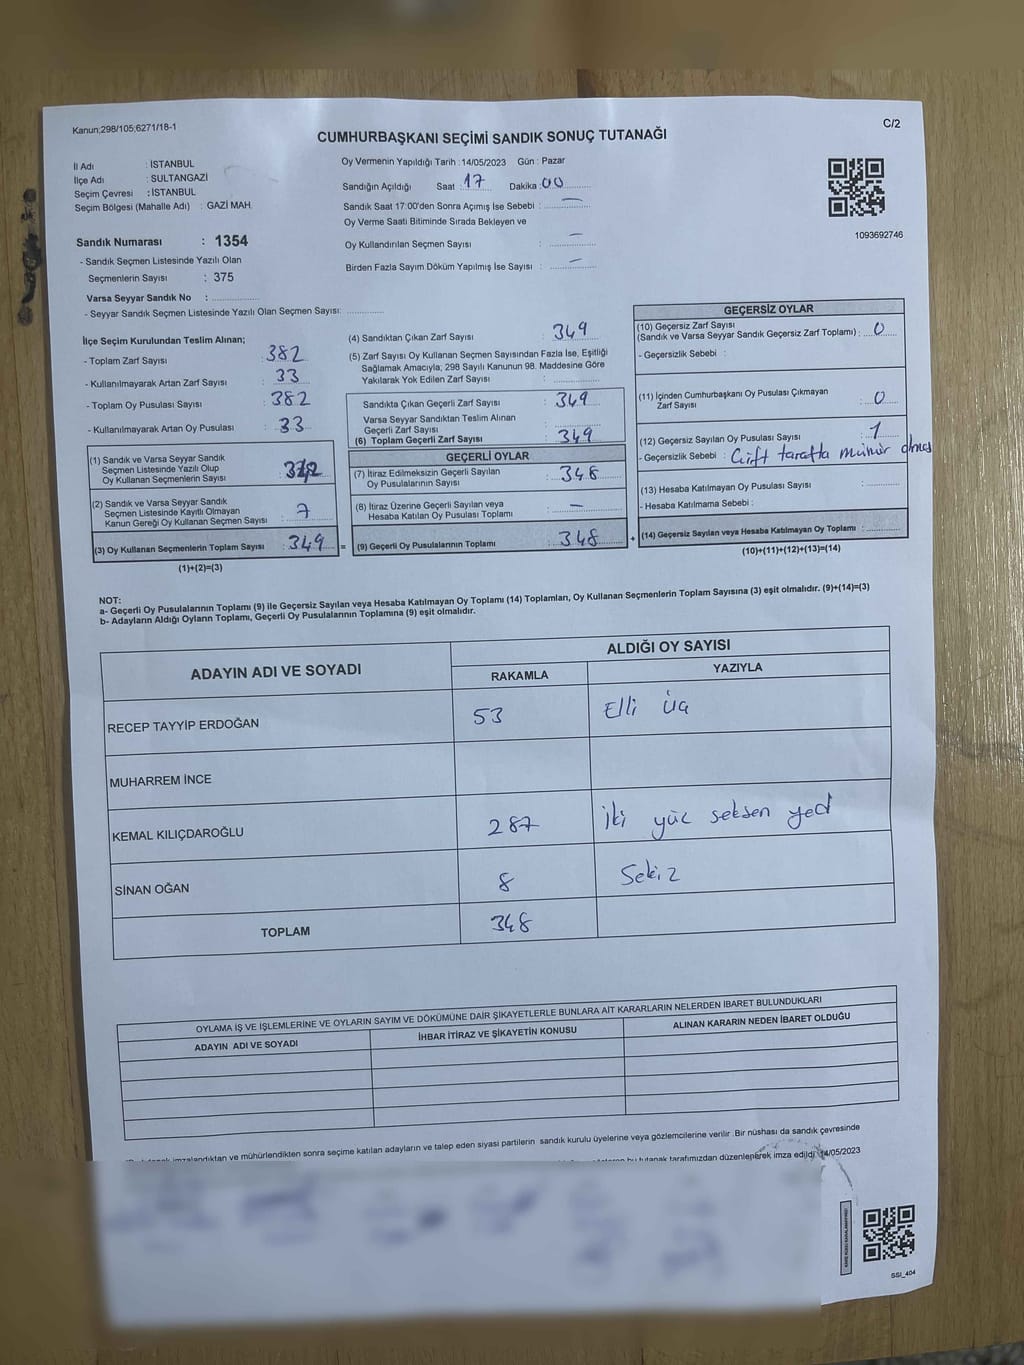 Kanun;298/105;6271/18-1
C/2
CUMHURBAŞKANI SEÇİMİ SANDIK SONUÇ TUTANAĞI
İl Adı : İSTANBUL
İlçe Adı : SULTANGAZİ
Seçim Çevresi : İSTANBUL
Seçim Bölgesi (Mahalle Adı) : GAZİ MAH.
Sandık Numarası : 1354
- Sandık Seçmen Listesinde Yazılı Olan
Seçmenlerin Sayısı : 375
Varsa Seyyar Sandık No :
- Seyyar Sandık Seçmen Listesinde Yazılı Olan Seçmen Sayısı:
Oy Vermenin Yapıldığı Tarih : 14/05/2023 Gün : Pazar
Sandığın Açıldığı Saat : 17 Dakika : 00
Sandık Saat 17:00'den Sonra Açımış İse Sebebi : —
Oy Verme Saati Bitiminde Sırada Bekleyen ve
Oy Kullandırılan Seçmen Sayısı : —
Birden Fazla Sayım Döküm Yapılmış İse Sayısı : —
1093692746
İlçe Seçim Kurulundan Teslim Alınan;
- Toplam Zarf Sayısı : 382
- Kullanılmayarak Artan Zarf Sayısı : 33
- Toplam Oy Pusulası Sayısı : 382
- Kullanılmayarak Artan Oy Pusulası : 33
(1) Sandık ve Varsa Seyyar Sandık
Seçmen Listesinde Yazılı Olup
Oy Kullanan Seçmenlerin Sayısı :
(2) Sandık ve Varsa Seyyar Sandık
Seçmen Listesinde Kayıtlı Olmayan
Kanun Gereği Oy Kullanan Seçmen Sayısı : 7
(3) Oy Kullanan Seçmenlerin Toplam Sayısı : 349 =
(1)+(2)=(3)
(4) Sandıktan Çıkan Zarf Sayısı : 349
(5) Zarf Sayısı Oy Kullanan Seçmen Sayısından Fazla İse, Eşitliği
Sağlamak Amacıyla; 298 Sayılı Kanunun 98. Maddesine Göre
Yakılarak Yok Edilen Zarf Sayısı :
Sandıkta Çıkan Geçerli Zarf Sayısı : 349
Varsa Seyyar Sandıktan Teslim Alınan
Geçerli Zarf Sayısı :
(6) Toplam Geçerli Zarf Sayısı : 349
GEÇERLİ OYLAR
(7) İtiraz Edilmeksizin Geçerli Sayılan
Oy Pusulalarının Sayısı : 348
(8) İtiraz Üzerine Geçerli Sayılan veya
Hesaba Katılan Oy Pusulası Toplamı : —
(9) Geçerli Oy Pusulalarının Toplamı : 348 +
GEÇERSİZ OYLAR
(10) Geçersiz Zarf Sayısı
(Sandık ve Varsa Seyyar Sandık Geçersiz Zarf Toplamı) : 0
- Geçersizlik Sebebi :
(11) İçinden Cumhurbaşkanı Oy Pusulası Çıkmayan
Zarf Sayısı : 0
(12) Geçersiz Sayılan Oy Pusulası Sayısı : 1
- Geçersizlik Sebebi : Çift tarafta mühür
(13) Hesaba Katılmayan Oy Pusulası Sayısı :
- Hesaba Katılmama Sebebi :
(14) Geçersiz Sayılan veya Hesaba Katılmayan Oy Toplamı :
(10)+(11)+(12)+(13)=(14)
NOT:
a- Geçerli Oy Pusulalarının Toplamı (9) ile Geçersiz Sayılan veya Hesaba Katılmayan Oy Toplamı (14) Toplamları, Oy Kullanan Seçmenlerin Toplam Sayısına (3) eşit olmalıdır. (9)+(14)=(3)
b- Adayların Aldığı Oyların Toplamı, Geçerli Oy Pusulalarının Toplamına (9) eşit olmalıdır.
ADAYIN ADI VE SOYADI
ALDIĞI OY SAYISI
RAKAMLA YAZIYLA
RECEP TAYYİP ERDOĞAN 53 Elli üç
MUHARREM İNCE
KEMAL KILIÇDAROĞLU 287 İki yüz seksen yedi
SİNAN OĞAN 8 Sekiz
TOPLAM 348
OYLAMA İŞ VE İŞLEMLERİNE VE OYLARIN SAYIM VE DÖKÜMÜNE DAİR ŞİKAYETLERLE BUNLARA AİT KARARLARIN NELERDEN İBARET BULUNDUKLARI
ADAYIN ADI VE SOYADI İHBAR İTİRAZ VE ŞİKAYETİN KONUSU ALINAN KARARIN NEDEN İBARET OLDUĞU
imzalandıktan ve mühürlendikten sonra seçime katılan adayların ve talep eden siyasi partilerin sandık kurulu üyelerine veya gözlemcilerine verilir. Bir nüshası da sandık çevresinde
bu tutanak tarafımızdan düzenlenerek imza edildi. 14/05/2023
SSI_404